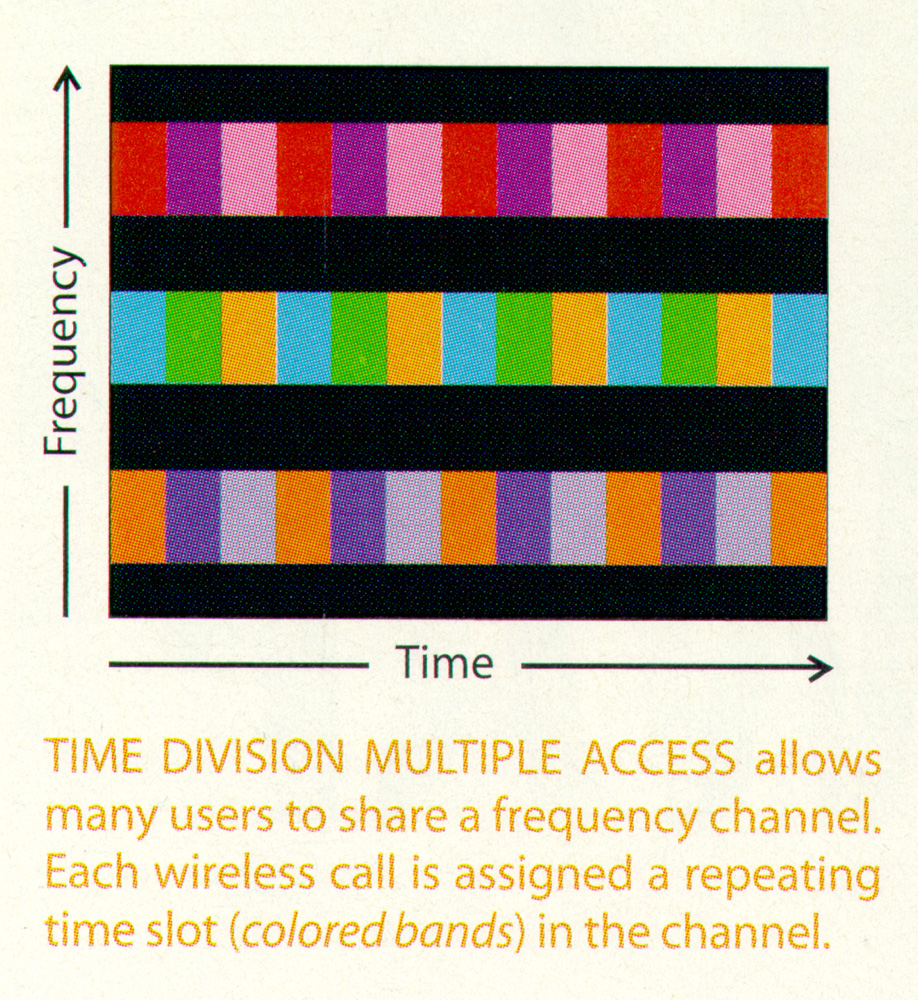 Frequency
Time
TIME DIVISION MULTIPLE ACCESS allows
many users to share a frequency channel.
Each wireless call is assigned a repeating
time slot (colored bands) in the channel.